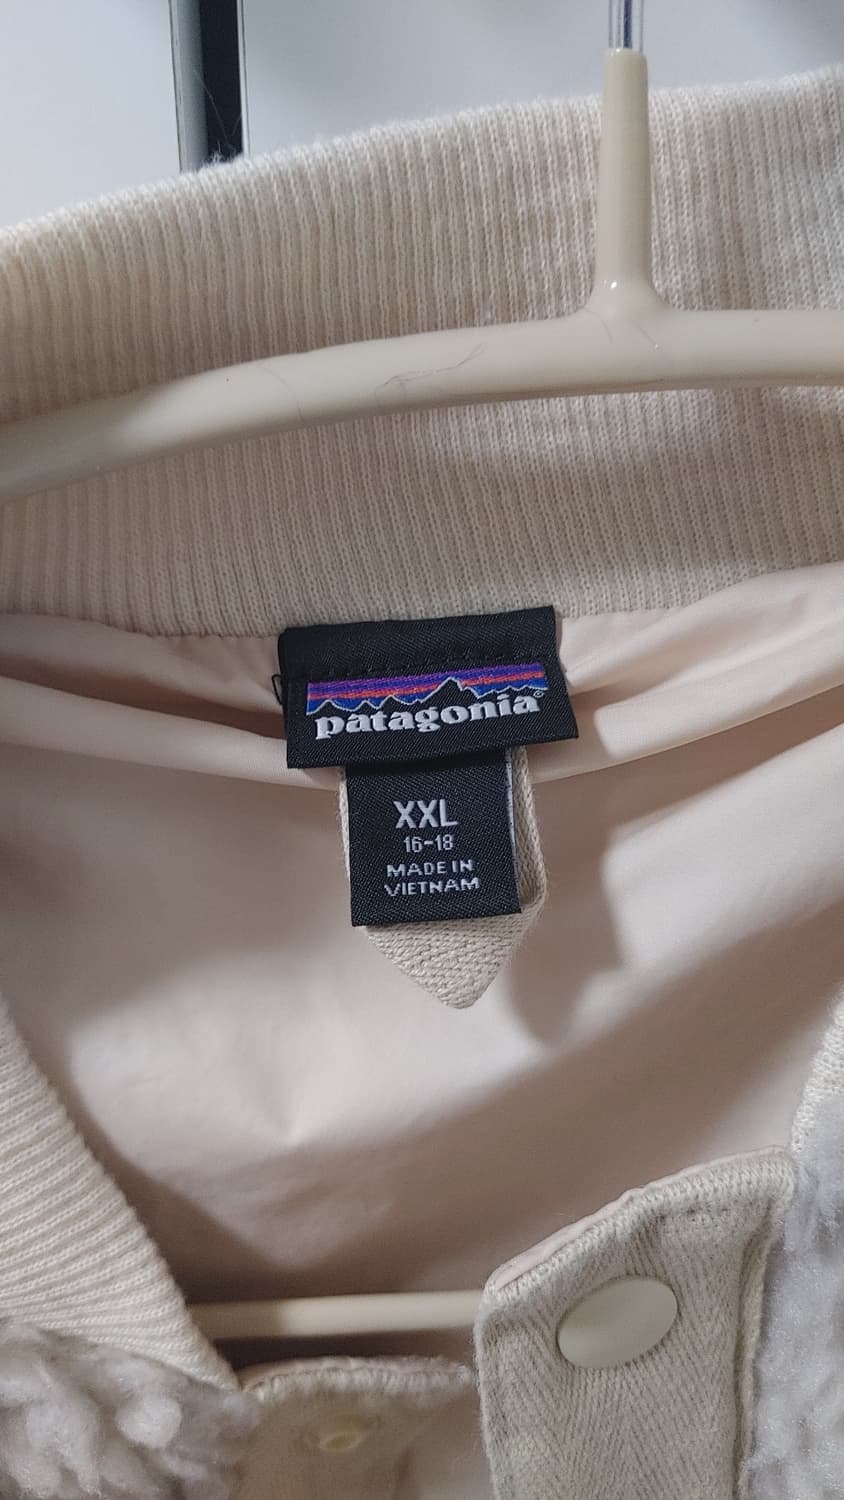 patagonia®
XXL
16-18
MADE IN
VIETNAM